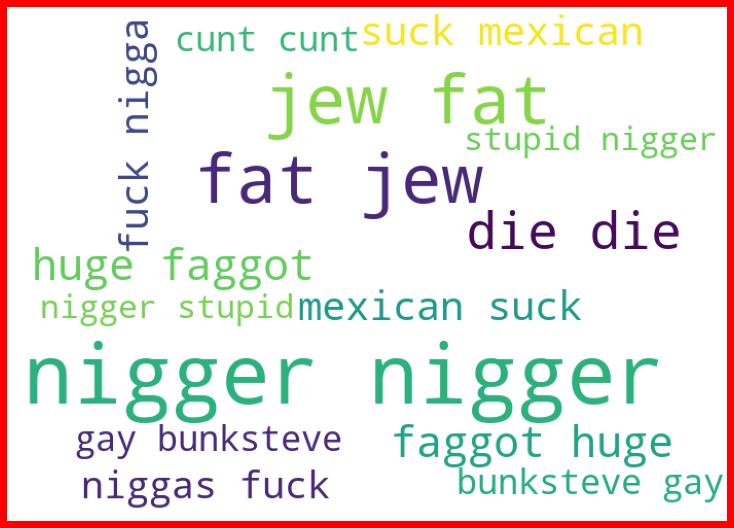 fuck nigga
cunt cunt
suck mexican
jew fat
stupid nigger
fat jew
die die
huge faggot
nigger stupid
mexican suck
nigger nigger
gay bunksteve
faggot huge
niggas fuck
bunksteve gay